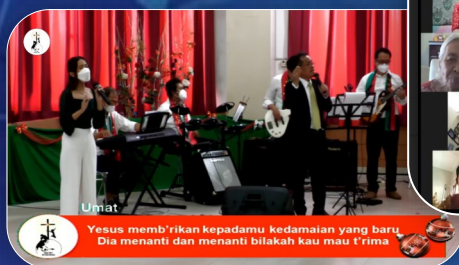 Umat
Yesus memb'rikan kepadamu kedamaian yang baru
Dia menanti dan menanti bilakah kau mau t'rima